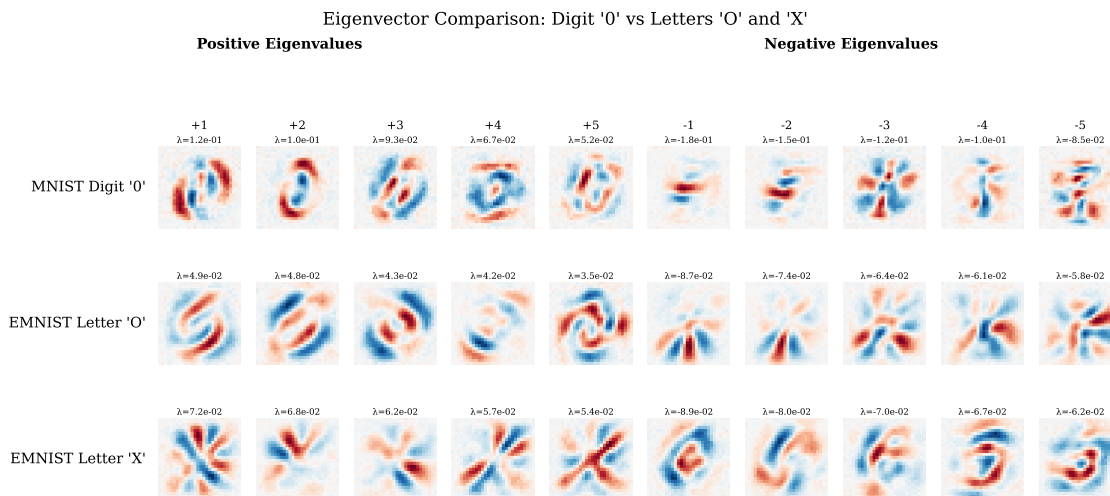 Eigenvector Comparison: Digit '0' vs Letters 'O' and 'X'
Positive Eigenvalues Negative Eigenvalues
+1 +2 +3 +4 +5 -1 -2 -3 -4 -5
λ=1.2e-01 λ=1.0e-01 λ=9.3e-02 λ=6.7e-02 λ=5.2e-02 λ=-1.8e-01 λ=-1.5e-01 λ=-1.2e-01 λ=-1.0e-01 λ=-8.5e-02
MNIST Digit '0'
λ=4.9e-02 λ=4.8e-02 λ=4.3e-02 λ=4.2e-02 λ=3.5e-02 λ=-8.7e-02 λ=-7.4e-02 λ=-6.4e-02 λ=-6.1e-02 λ=-5.8e-02
EMNIST Letter 'O'
λ=7.2e-02 λ=6.8e-02 λ=6.2e-02 λ=5.7e-02 λ=5.4e-02 λ=-8.9e-02 λ=-8.0e-02 λ=-7.0e-02 λ=-6.7e-02 λ=-6.2e-02
EMNIST Letter 'X'